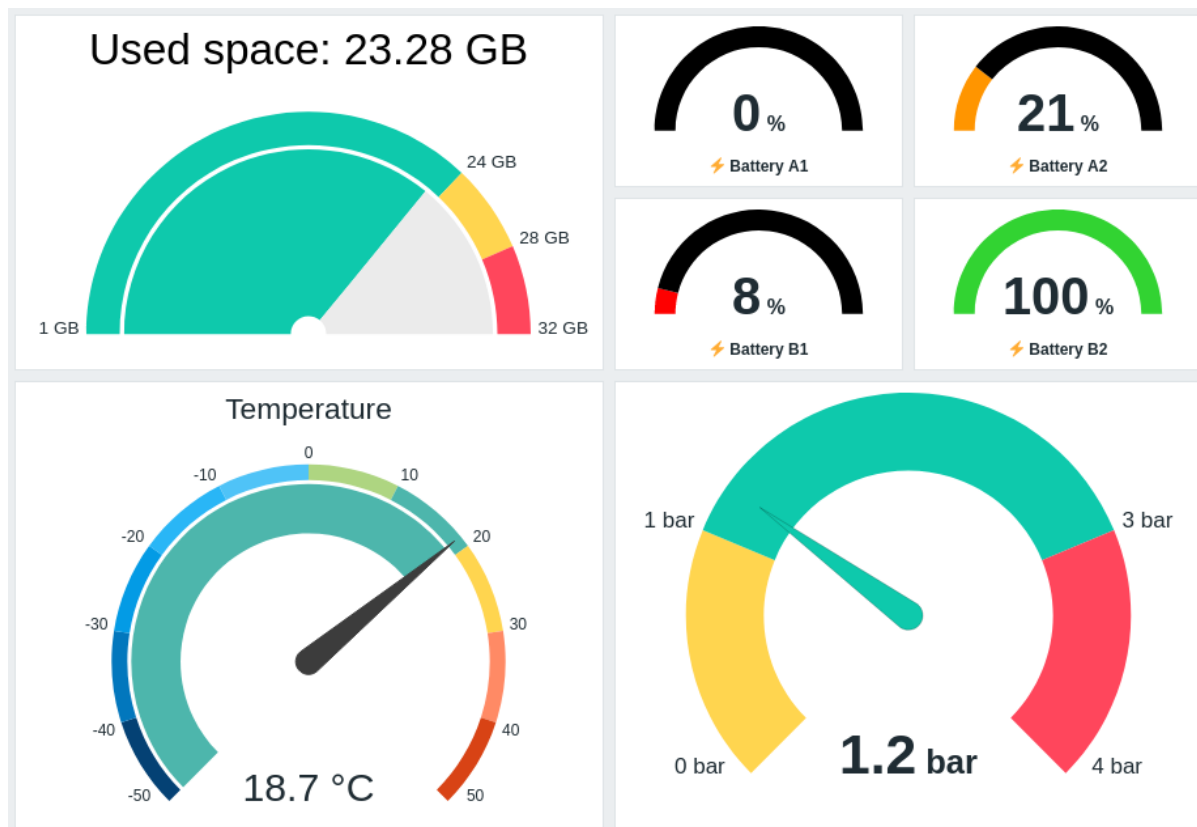 Used space: 23.28 GB
24 GB
28 GB
1 GB
32 GB
0 %
⚡ Battery A1
21 %
⚡ Battery A2
8 %
⚡ Battery B1
100 %
⚡ Battery B2
Temperature
0
-10
10
-20
20
-30
30
-40
40
-50
50
18.7 °C
1 bar
3 bar
0 bar
4 bar
1.2 bar